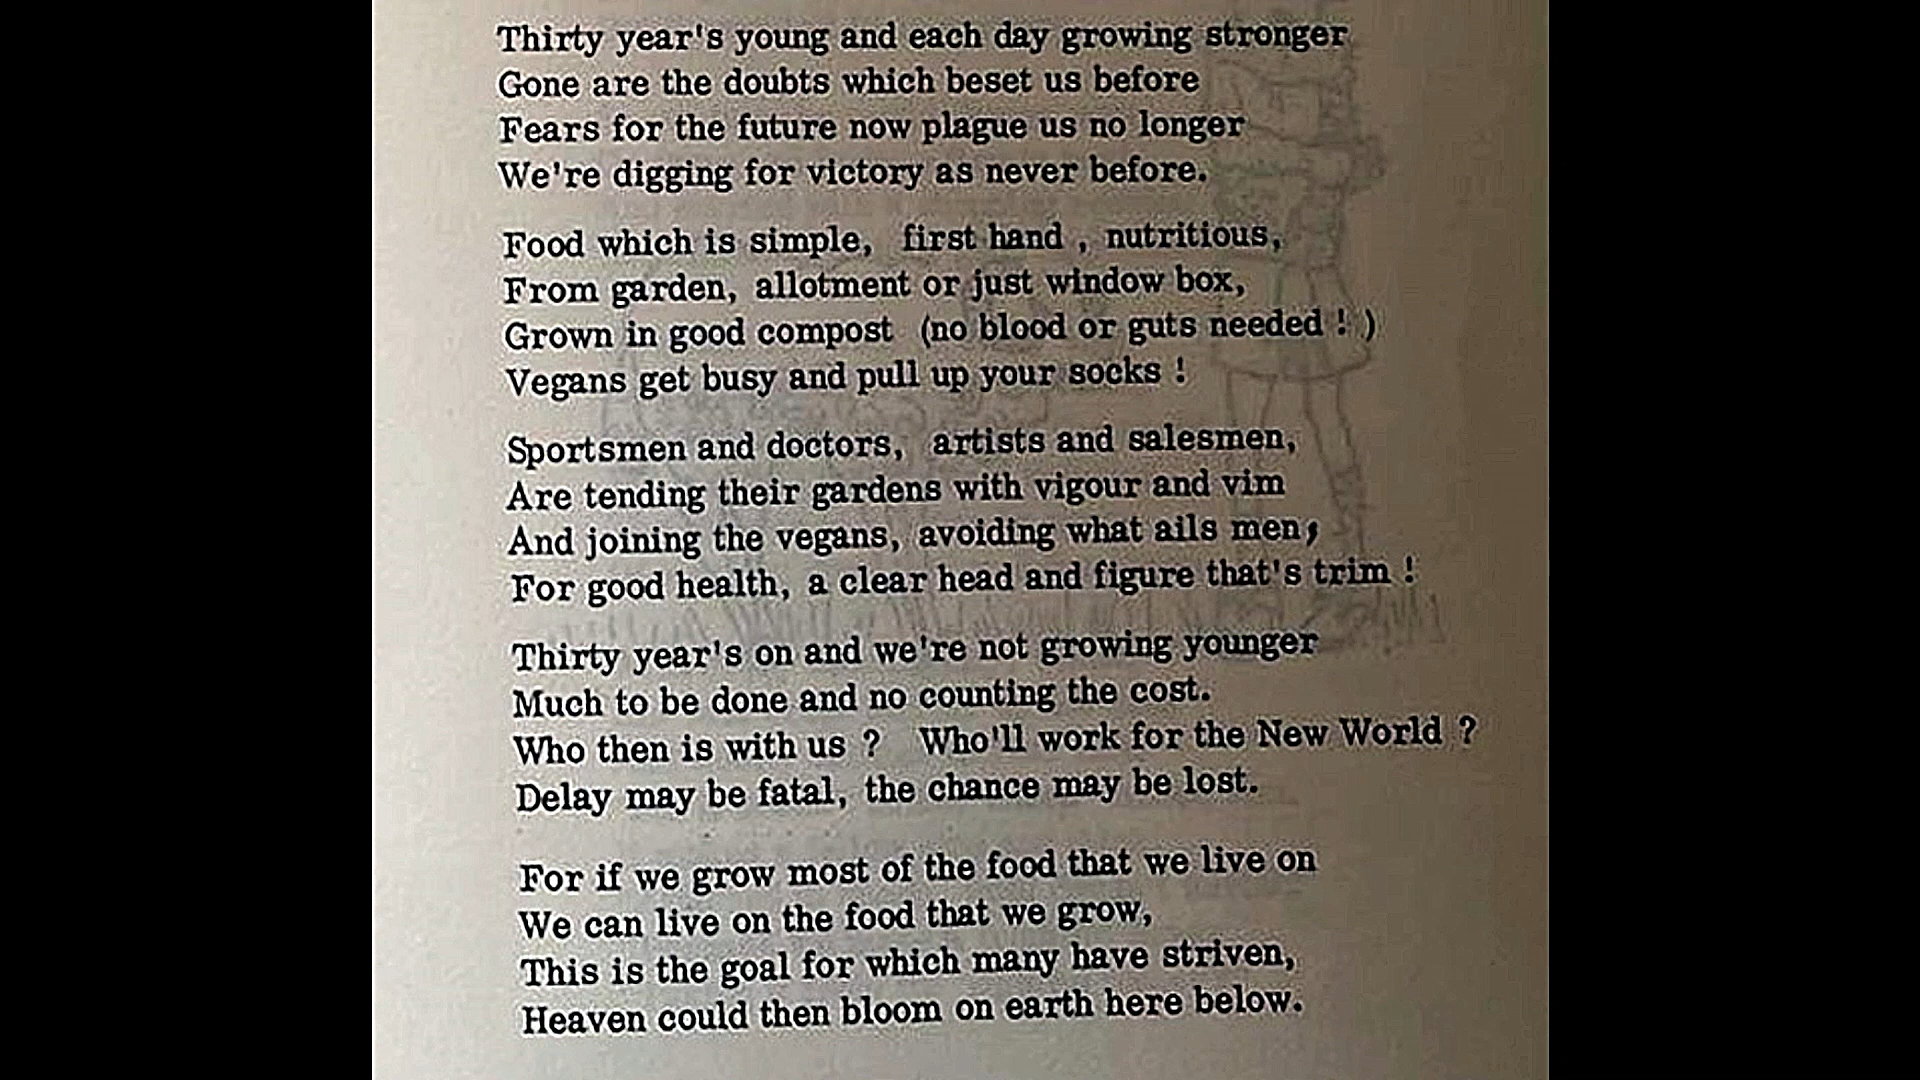 Thirty year's young and each day growing stronger
Gone are the doubts which beset us before
Fears for the future now plague us no longer
We're digging for victory as never before.
Food which is simple, first hand , nutritious,
From garden, allotment or just window box,
Grown in good compost (no blood or guts needed ! )
Vegans get busy and pull up your socks !
Sportsmen and doctors, artists and salesmen,
Are tending their gardens with vigour and vim
And joining the vegans, avoiding what ails men,
For good health, a clear head and figure that's trim !
Thirty year's on and we're not growing younger
Much to be done and no counting the cost.
Who then is with us ? Who'll work for the New World ?
Delay may be fatal, the chance may be lost.
For if we grow most of the food that we live on
We can live on the food that we grow,
This is the goal for which many have striven,
Heaven could then bloom on earth here below.